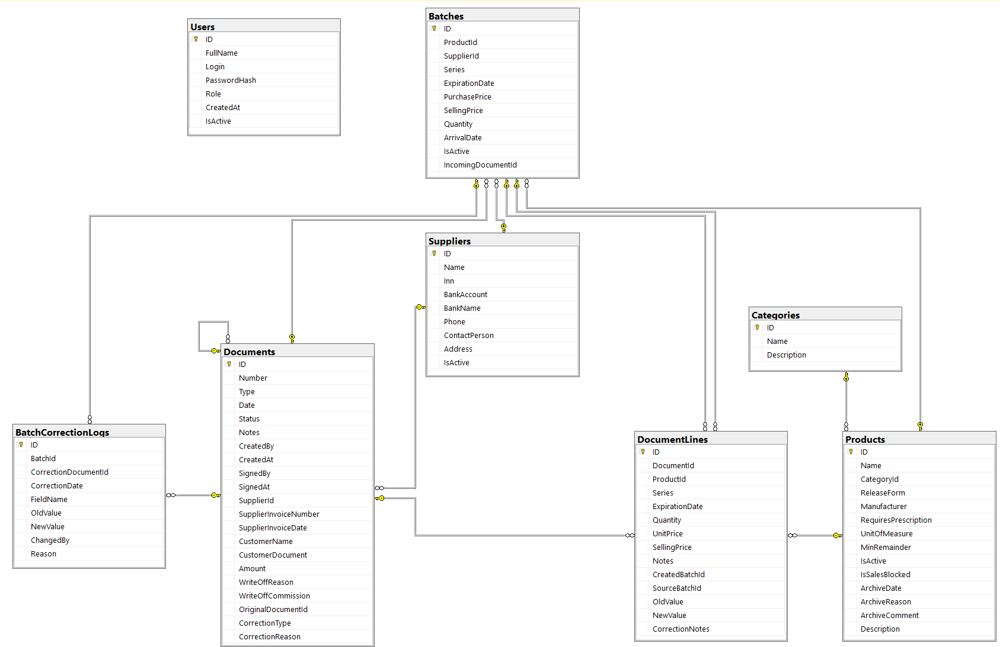 Users
ID
FullName
Login
PasswordHash
Role
CreatedAt
IsActive
Batches
ID
ProductId
SupplierId
Series
ExpirationDate
PurchasePrice
SellingPrice
Quantity
ArrivalDate
IsActive
IncomingDocumentId
Suppliers
ID
Name
Inn
BankAccount
BankName
Phone
ContactPerson
Address
IsActive
Categories
ID
Name
Description
Documents
ID
Number
Type
Date
Status
Notes
CreatedBy
CreatedAt
SignedBy
SignedAt
SupplierId
SupplierInvoiceNumber
SupplierInvoiceDate
CustomerName
CustomerDocument
Amount
WriteOffReason
WriteOffCommission
OriginalDocumentId
CorrectionType
CorrectionReason
BatchCorrectionLogs
ID
BatchId
CorrectionDocumentId
CorrectionDate
FieldName
OldValue
NewValue
ChangedBy
Reason
DocumentLines
ID
DocumentId
ProductId
Series
ExpirationDate
Quantity
UnitPrice
SellingPrice
Notes
CreatedBatchId
SourceBatchId
OldValue
NewValue
CorrectionNotes
Products
ID
Name
CategoryId
ReleaseForm
Manufacturer
RequiresPrescription
UnitOfMeasure
MinRemainder
IsActive
IsSalesBlocked
ArchiveDate
ArchiveReason
ArchiveComment
Description